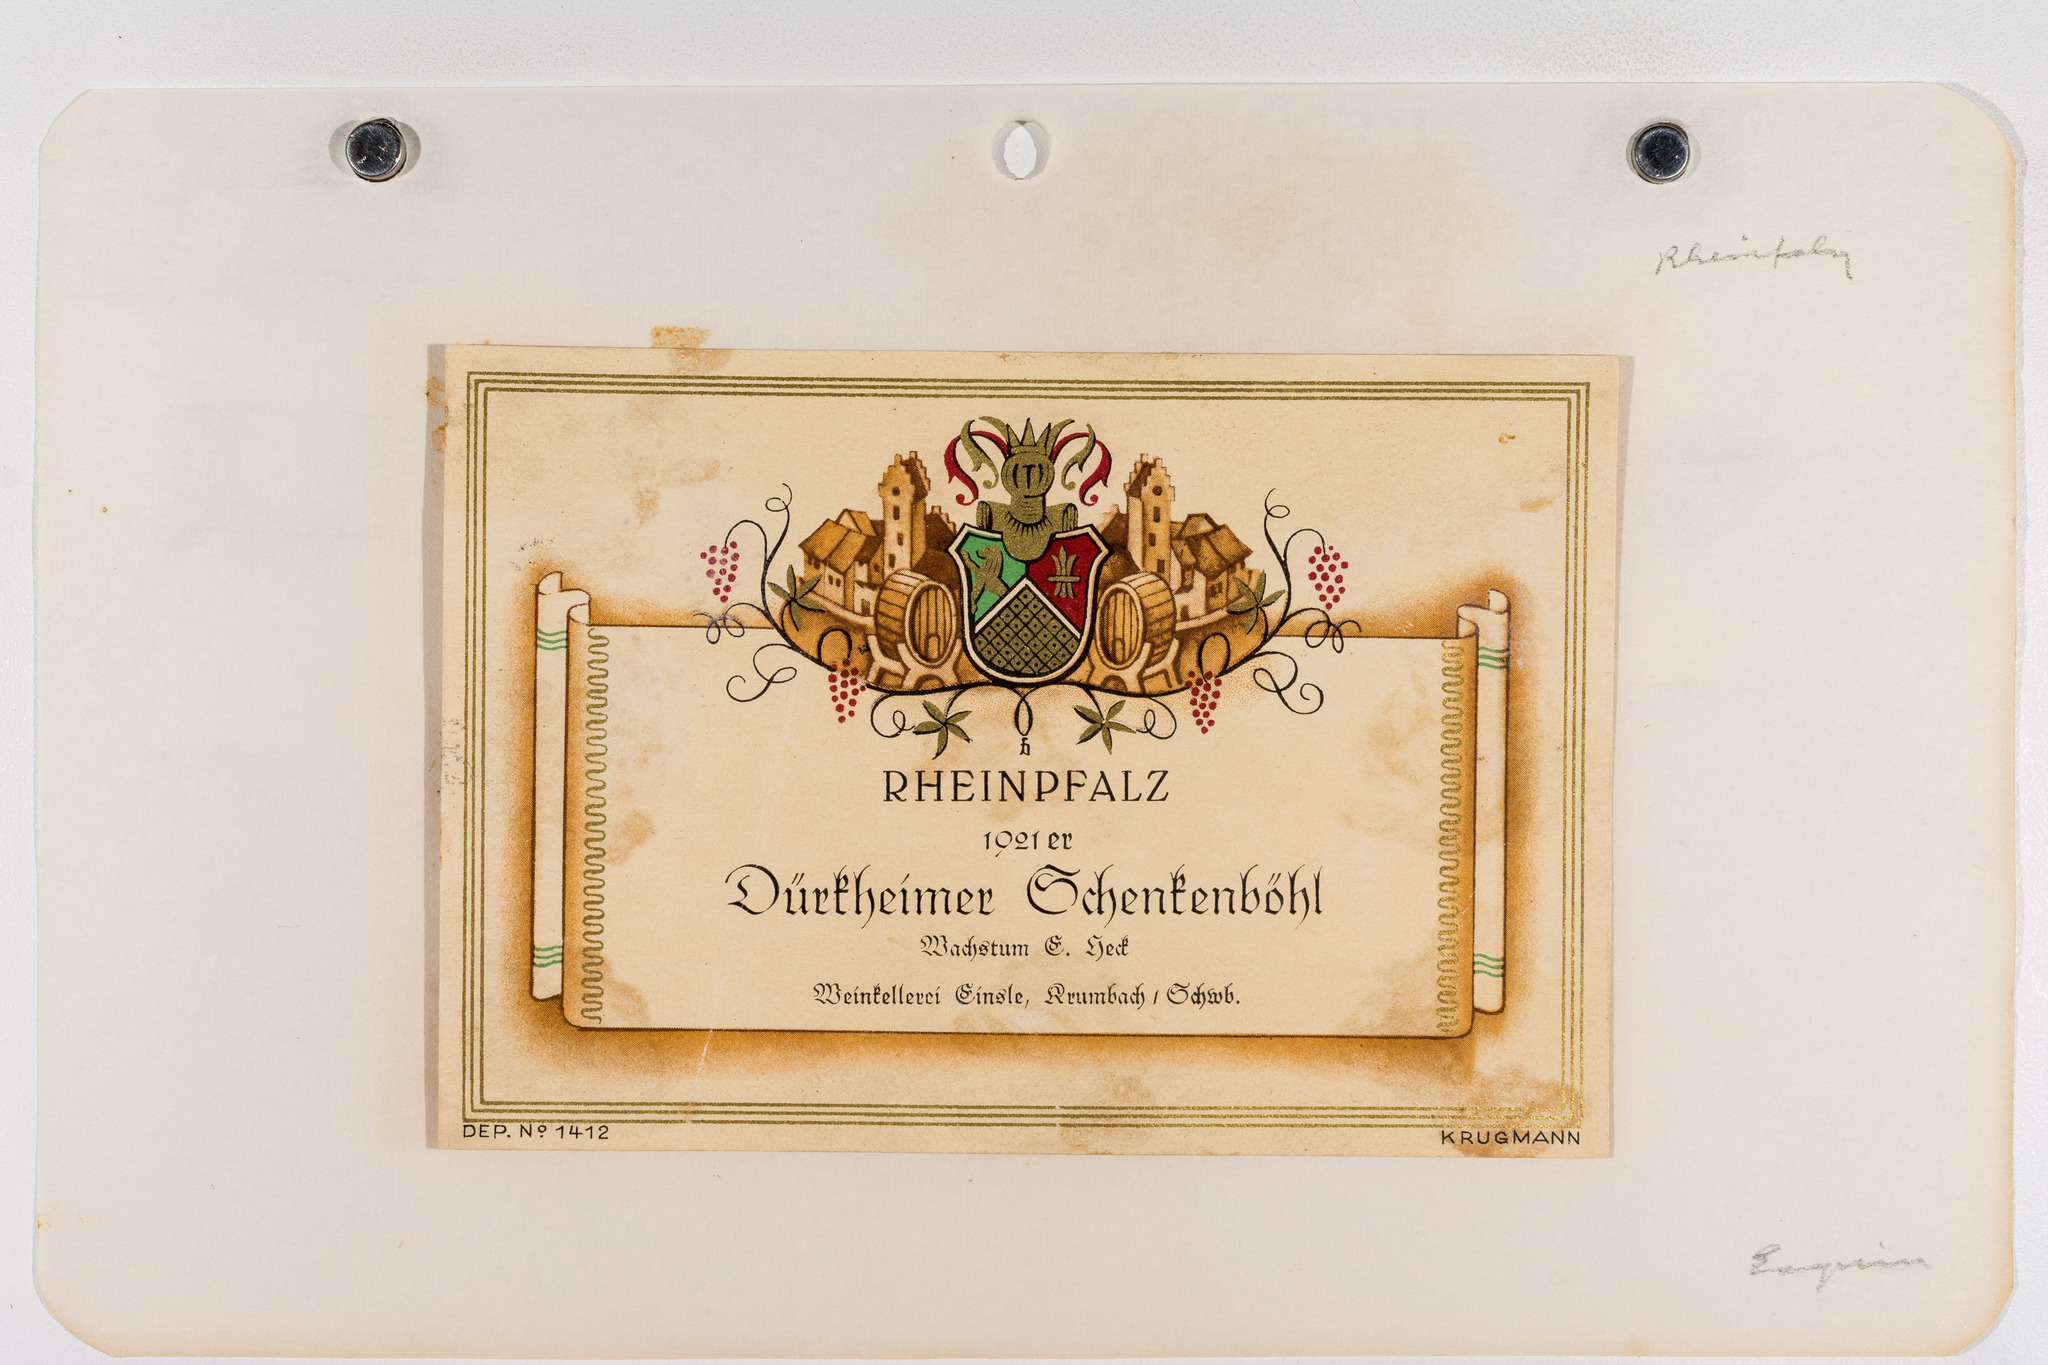 Rheinpfalz
RHEINPFALZ
1921er
Dürkheimer Schenkenböhl
Wachstum E. Heck
Weinkellerei Einsle, Krumbach / Schwb.
DEP. Nº 1412
KRUGMANN